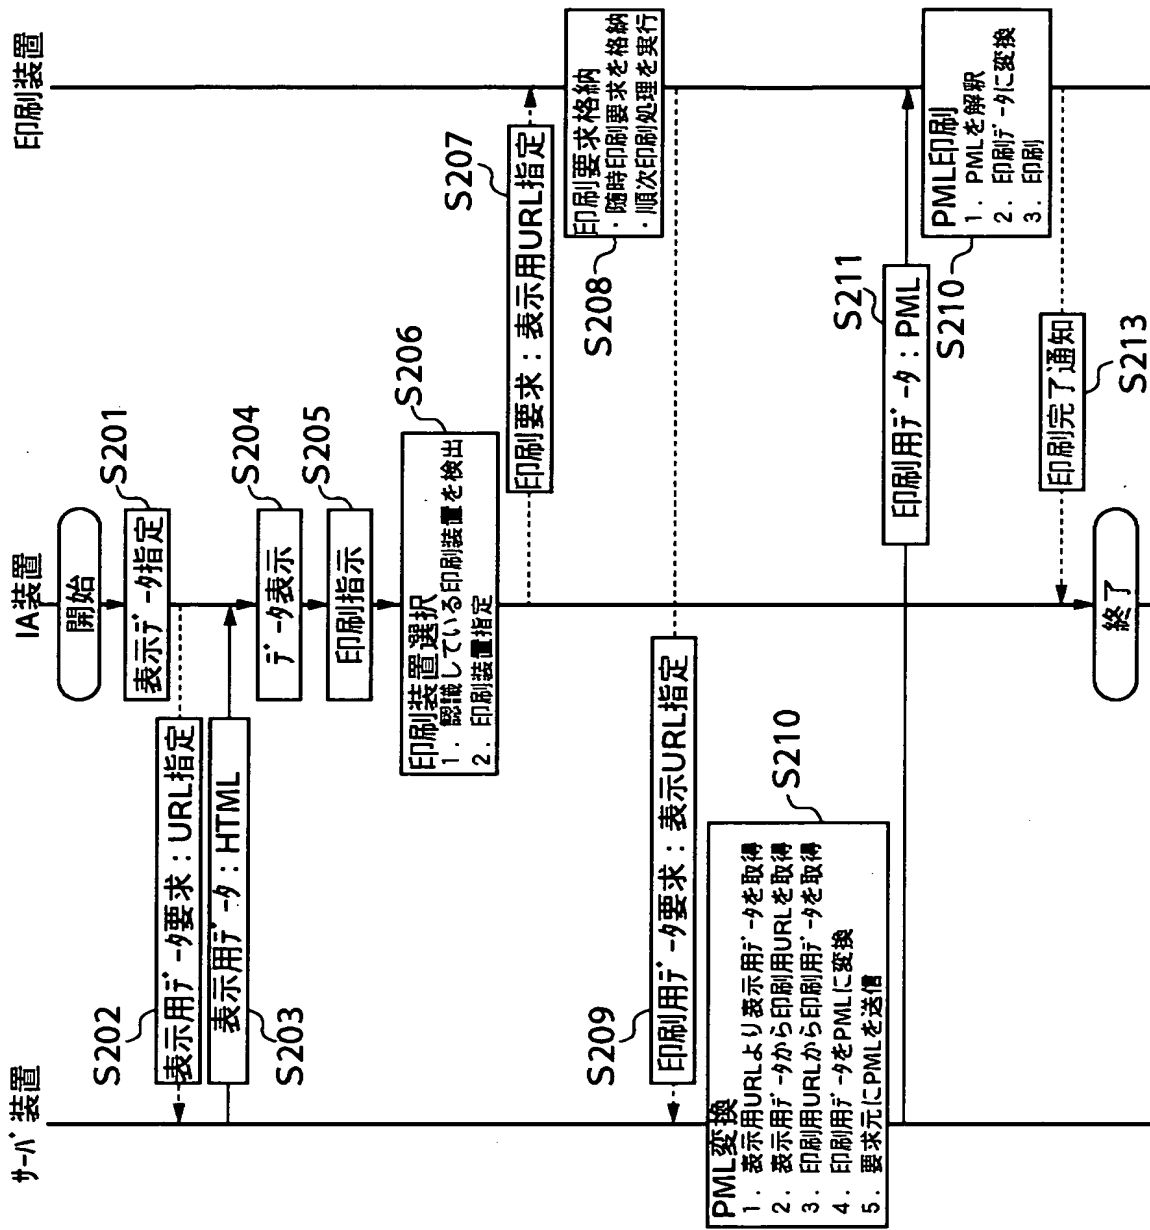 サーバ装置
IA装置
印刷装置
開始
表示データ指定
S201
S202
表示用データ要求：URL指定
表示用データ：HTML
S203
データ表示
S204
印刷指示
S205
印刷装置選択
1. 認識している印刷装置を検出
2. 印刷装置指定
S206
印刷要求：表示用URL指定
S207
印刷要求格納
・随時印刷要求を格納
・順次印刷処理を実行
S208
S209
印刷用データ要求：表示URL指定
PML変換
1. 表示用URLより表示用データを取得
2. 表示用データから印刷用URLを取得
3. 印刷用URLから印刷用データを取得
4. 印刷用データをPMLに変換
5. 要求元にPMLを送信
S210
印刷用データ：PML
S211
PML印刷
1. PMLを解釈
2. 印刷データに変換
3. 印刷
S210
印刷完了通知
S213
終了